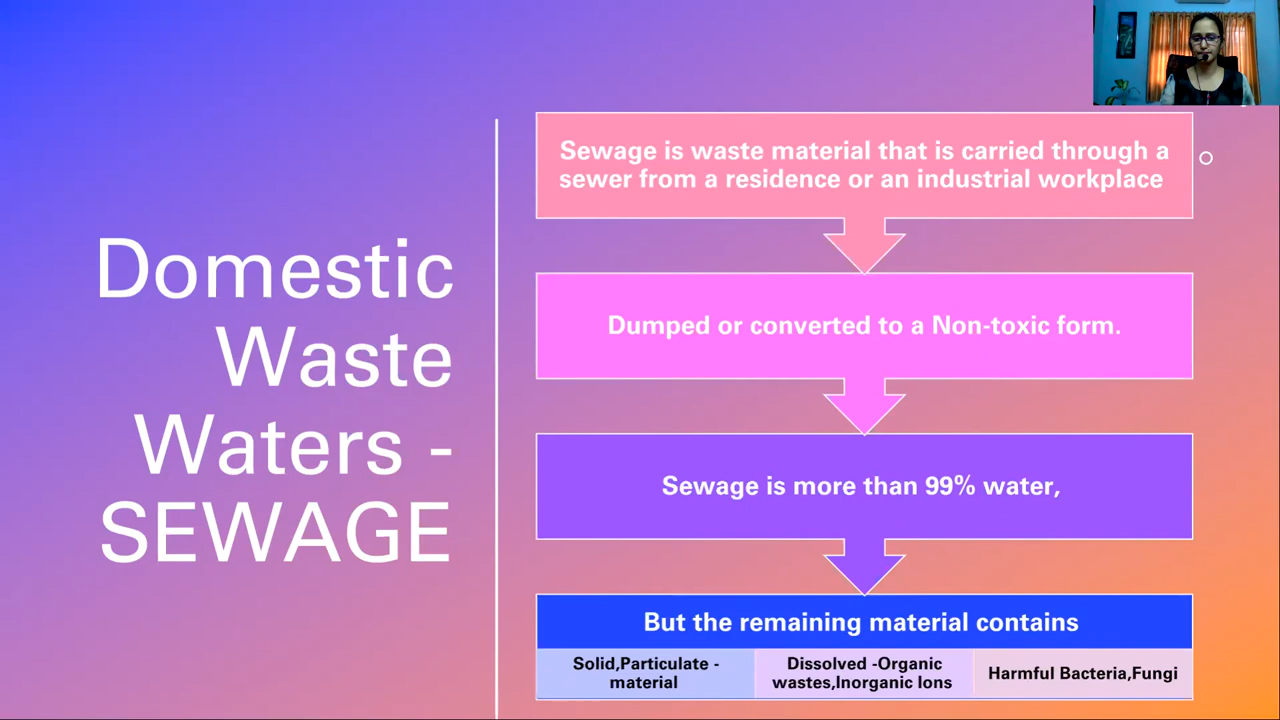 Domestic
Waste
Waters -
SEWAGE
Sewage is waste material that is carried through a
sewer from a residence or an industrial workplace
Dumped or converted to a Non-toxic form.
Sewage is more than 99% water,
But the remaining material contains
Solid,Particulate -
material
Dissolved -Organic
wastes,Inorganic Ions
Harmful Bacteria,Fungi